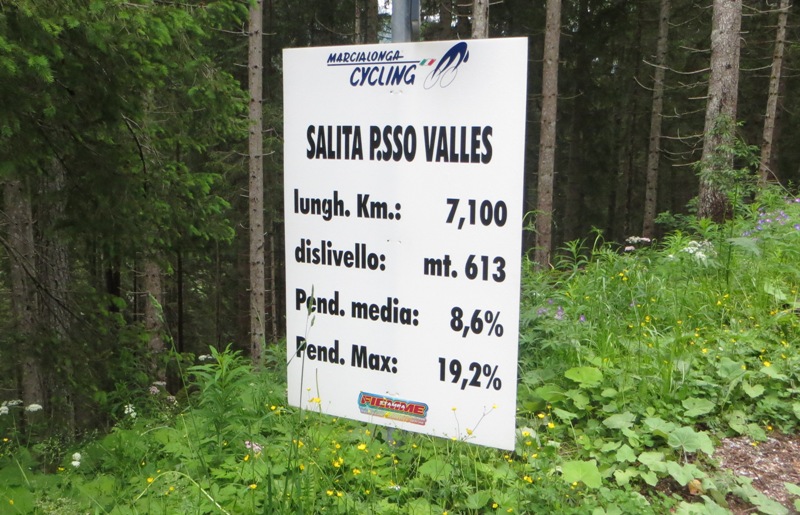 MARCIALONGA
CYCLING
SALITA P.SSO VALLES
lungh. Km.: 7,100
dislivello: mt. 613
Pend. media: 8,6%
Pend. Max: 19,2%
FIEMME